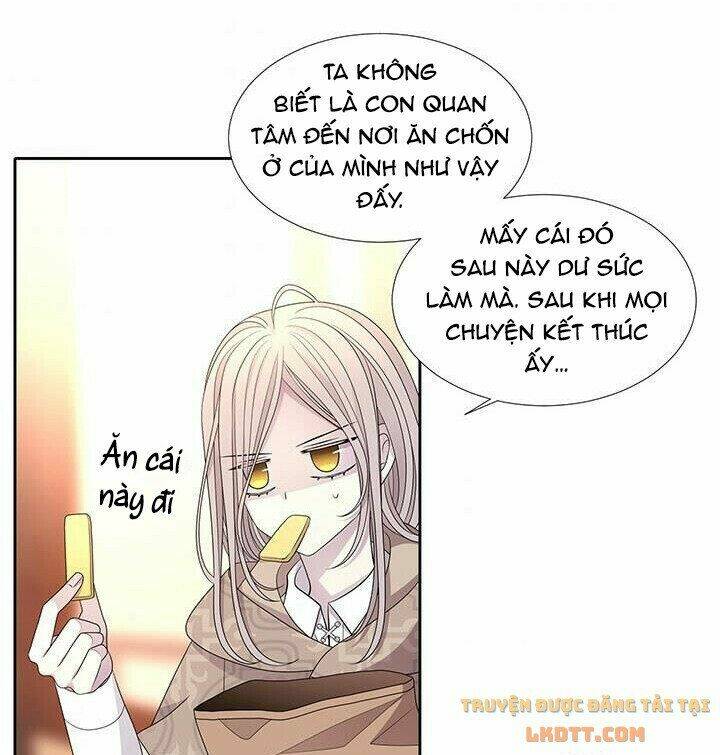 TA KHÔNG
BIẾT LÀ CON QUAN
TÂM ĐẾN NƠI ĂN CHỐN
Ở CỦA MÌNH NHƯ VẬY
ĐẤY.
MẤY CÁI ĐÓ
SAU NÀY DƯ SỨC
LÀM MÀ. SAU KHI MỌI
CHUYỆN KẾT THÚC
ẤY...
Ăn cái
này đi
TRUYỆN ĐƯỢC ĐĂNG TẢI TẠI
LKDTT.COM